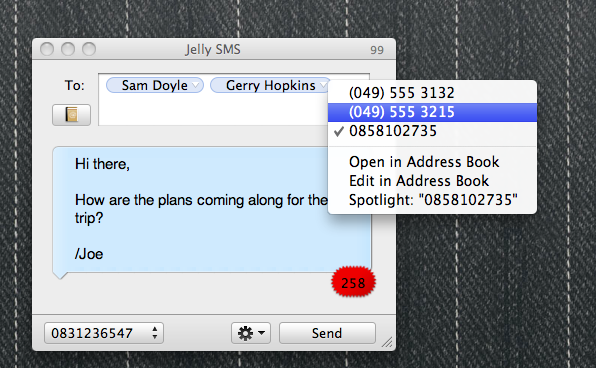 Jelly SMS
99
To:
Sam Doyle
Gerry Hopkins
(049) 555 3132
(049) 555 3215
✓ 0858102735
Open in Address Book
Edit in Address Book
Spotlight: "0858102735"
Hi there,
How are the plans coming along for the
trip?
/Joe
258
0831236547
Send